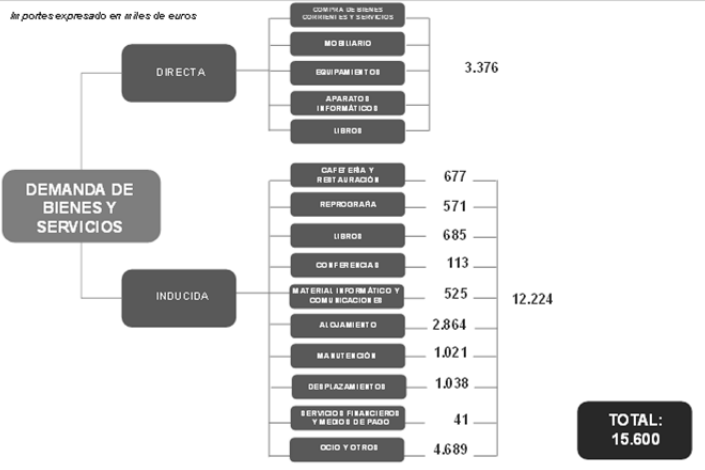 Importes expresado en miles de euros
COMPRA DE BIENES
CORRIENTES Y SERVICIOS
MOBILIARIO
DIRECTA
EQUIPAMIENTOS
3.376
APARATOS
INFORMÁTICOS
LIBROS
DEMANDA DE
BIENES Y
SERVICIOS
CAFETERÍA Y
RESTAURACIÓN
677
REPROGRAFÍA
571
LIBROS
685
CONFERENCIAS
113
INDUCIDA
MATERIAL INFORMÁTICO Y
COMUNICACIONES
525
12.224
ALOJAMIENTO
2.864
MANUTENCIÓN
1.021
DESPLAZAMIENTOS
1.038
SERVICIOS FINANCIEROS
Y MEDIOS DE PAGO
41
OCIO Y OTROS
4.689
TOTAL:
15.600